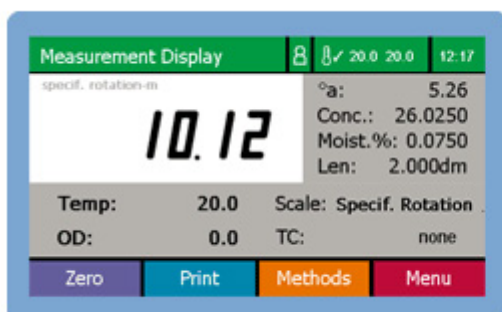 Measurement Display 8 ✓ 20.0 20.0 12:17
specif. rotation-m
10.12
°a: 5.26
Conc.: 26.0250
Moist.%: 0.0750
Len: 2.000dm
Temp: 20.0 Scale: Specif. Rotation
OD: 0.0 TC: none
Zero Print Methods Menu